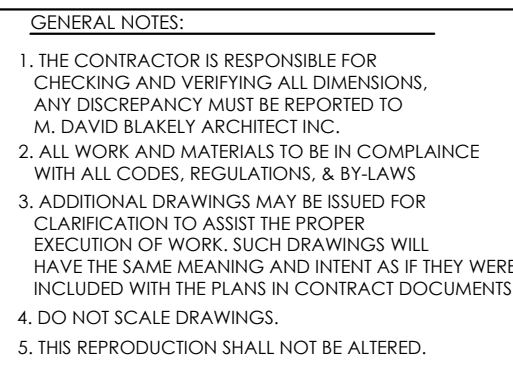 GENERAL NOTES:
1. THE CONTRACTOR IS RESPONSIBLE FOR
CHECKING AND VERIFYING ALL DIMENSIONS,
ANY DISCREPANCY MUST BE REPORTED TO
M. DAVID BLAKELY ARCHITECT INC.
2. ALL WORK AND MATERIALS TO BE IN COMPLAINCE
WITH ALL CODES, REGULATIONS, & BY-LAWS
3. ADDITIONAL DRAWINGS MAY BE ISSUED FOR
CLARIFICATION TO ASSIST THE PROPER
EXECUTION OF WORK. SUCH DRAWINGS WILL
HAVE THE SAME MEANING AND INTENT AS IF THEY WERE
INCLUDED WITH THE PLANS IN CONTRACT DOCUMENTS
4. DO NOT SCALE DRAWINGS.
5. THIS REPRODUCTION SHALL NOT BE ALTERED.